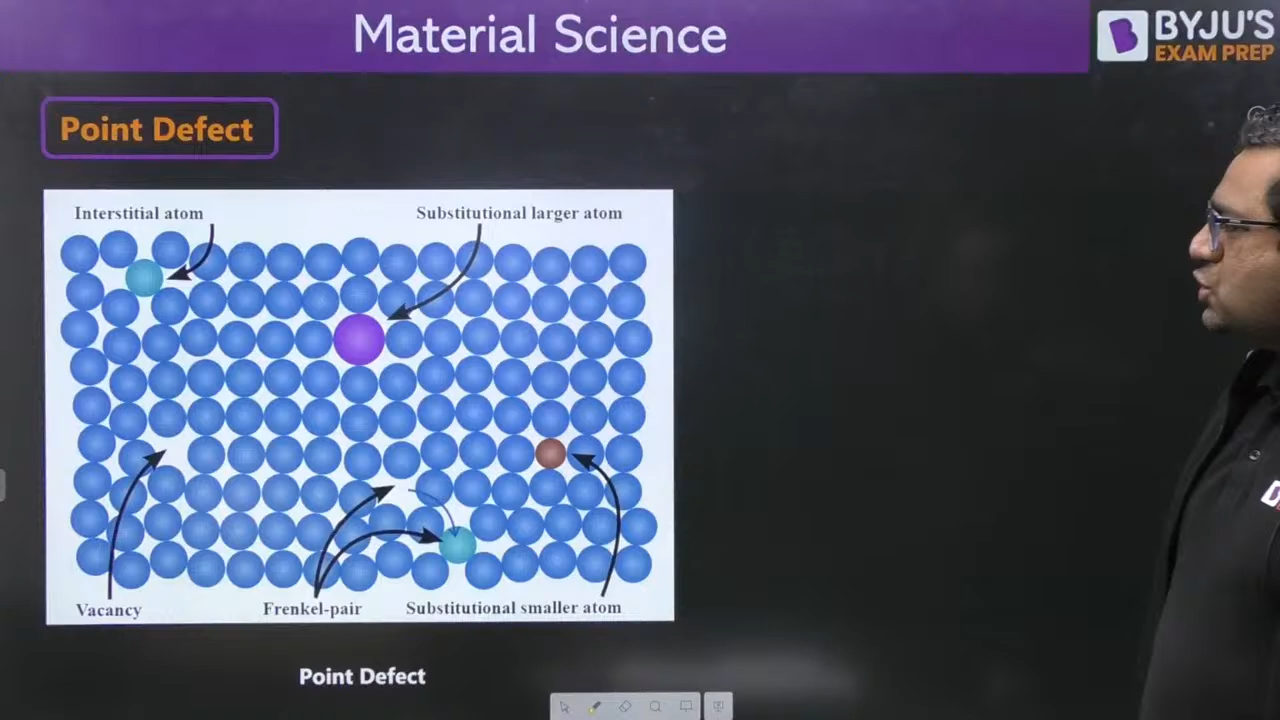 Material Science
BYJU'S
EXAM PREP
Point Defect
Interstitial atom
Substitutional larger atom
Vacancy
Frenkel-pair
Substitutional smaller atom
Point Defect